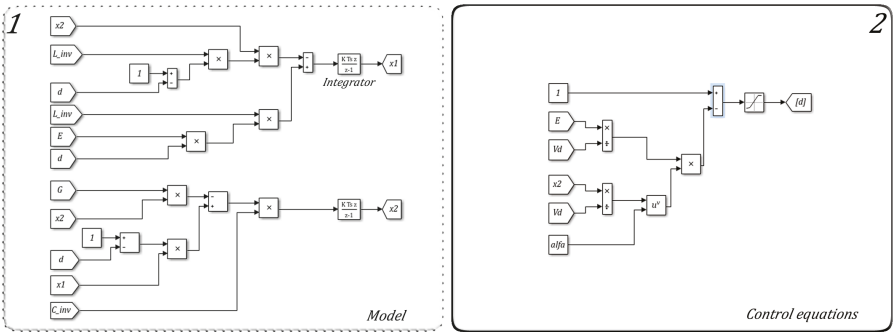 1
x2
L_inv
1
+
−
d
×
×
−
+
K Ts z
z-1
Integrator
x1
L_inv
E
d
×
×
G
x2
×
−
+
×
K Ts z
z-1
x2
1
+
−
d
×
x1
C_inv
Model
2
1
+
−
[d]
E
Vd
×
÷
×
x2
Vd
×
÷
uᵛ
alfa
Control equations